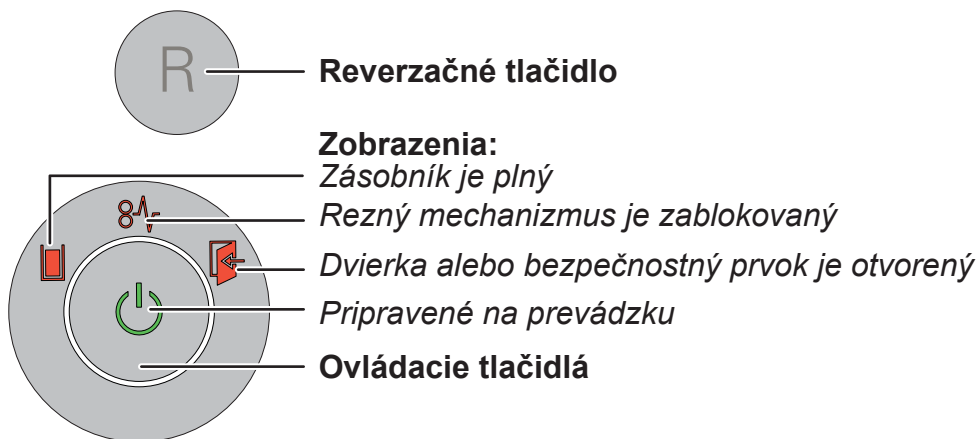 R
Reverzačné tlačidlo
Zobrazenia:
Zásobník je plný
Rezný mechanizmus je zablokovaný
Dvierka alebo bezpečnostný prvok je otvorený
Pripravené na prevádzku
Ovládacie tlačidlá